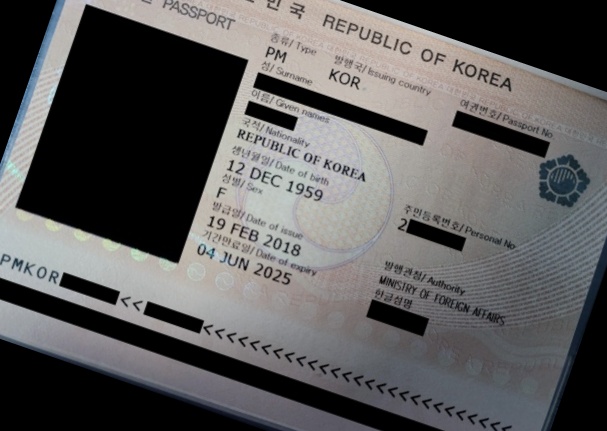 민국 REPUBLIC OF KOREA
PASSPORT
종류/ Type 발행국/ Issuing country 여권번호/ Passport No.
PM KOR
성/ Surname
이름/ Given names
국적/ Nationality
REPUBLIC OF KOREA
생년월일/ Date of birth
12 DEC 1959
성별/ Sex 주민등록번호/ Personal No
F 2
발급일/ Date of issue
19 FEB 2018
기간만료일/ Date of expiry 발행관청/ Authority
04 JUN 2025 MINISTRY OF FOREIGN AFFAIRS
한글성명
PMKOR << <<<<<<<<<<<<<<<<<<<<<<<<